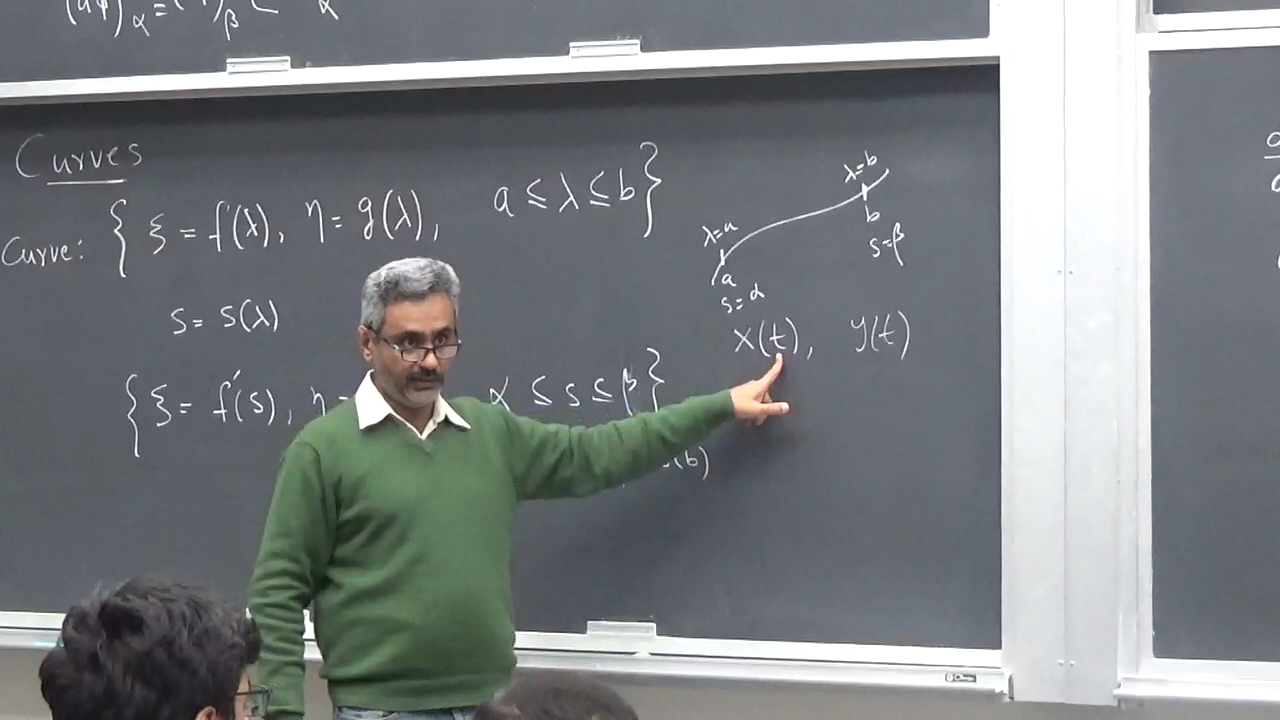 Curves
Curve: { ξ = f(λ), η = g(λ), a ≤ λ ≤ b }
s = s(λ)
{ ξ = f′(s), η = α ≤ s ≤ β }
(b)
λ=b
b
s=β
λ=a
a
s=α
x(t), y(t)